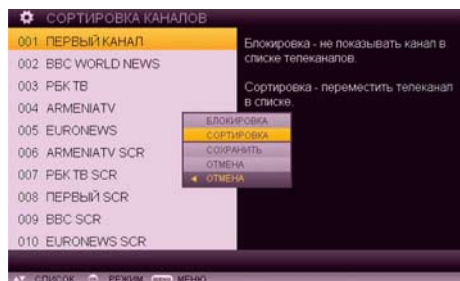 СОРТИРОВКА КАНАЛОВ
001 ПЕРВЫЙ КАНАЛ
002 BBC WORLD NEWS
003 РБК ТВ
004 ARMENIATV
005 EURONEWS
006 ARMENIATV SCR
007 РБК ТВ SCR
008 ПЕРВЫЙ SCR
009 BBC SCR
010 EURONEWS SCR
Блокировка - не показывать канал в
списке телеканалов.
Сортировка - переместить телеканал
в списке.
БЛОКИРОВКА
СОРТИРОВКА
СОХРАНИТЬ
ОТМЕНА
ОТМЕНА
СПИСОК РЕЖИМ МЕНЮ